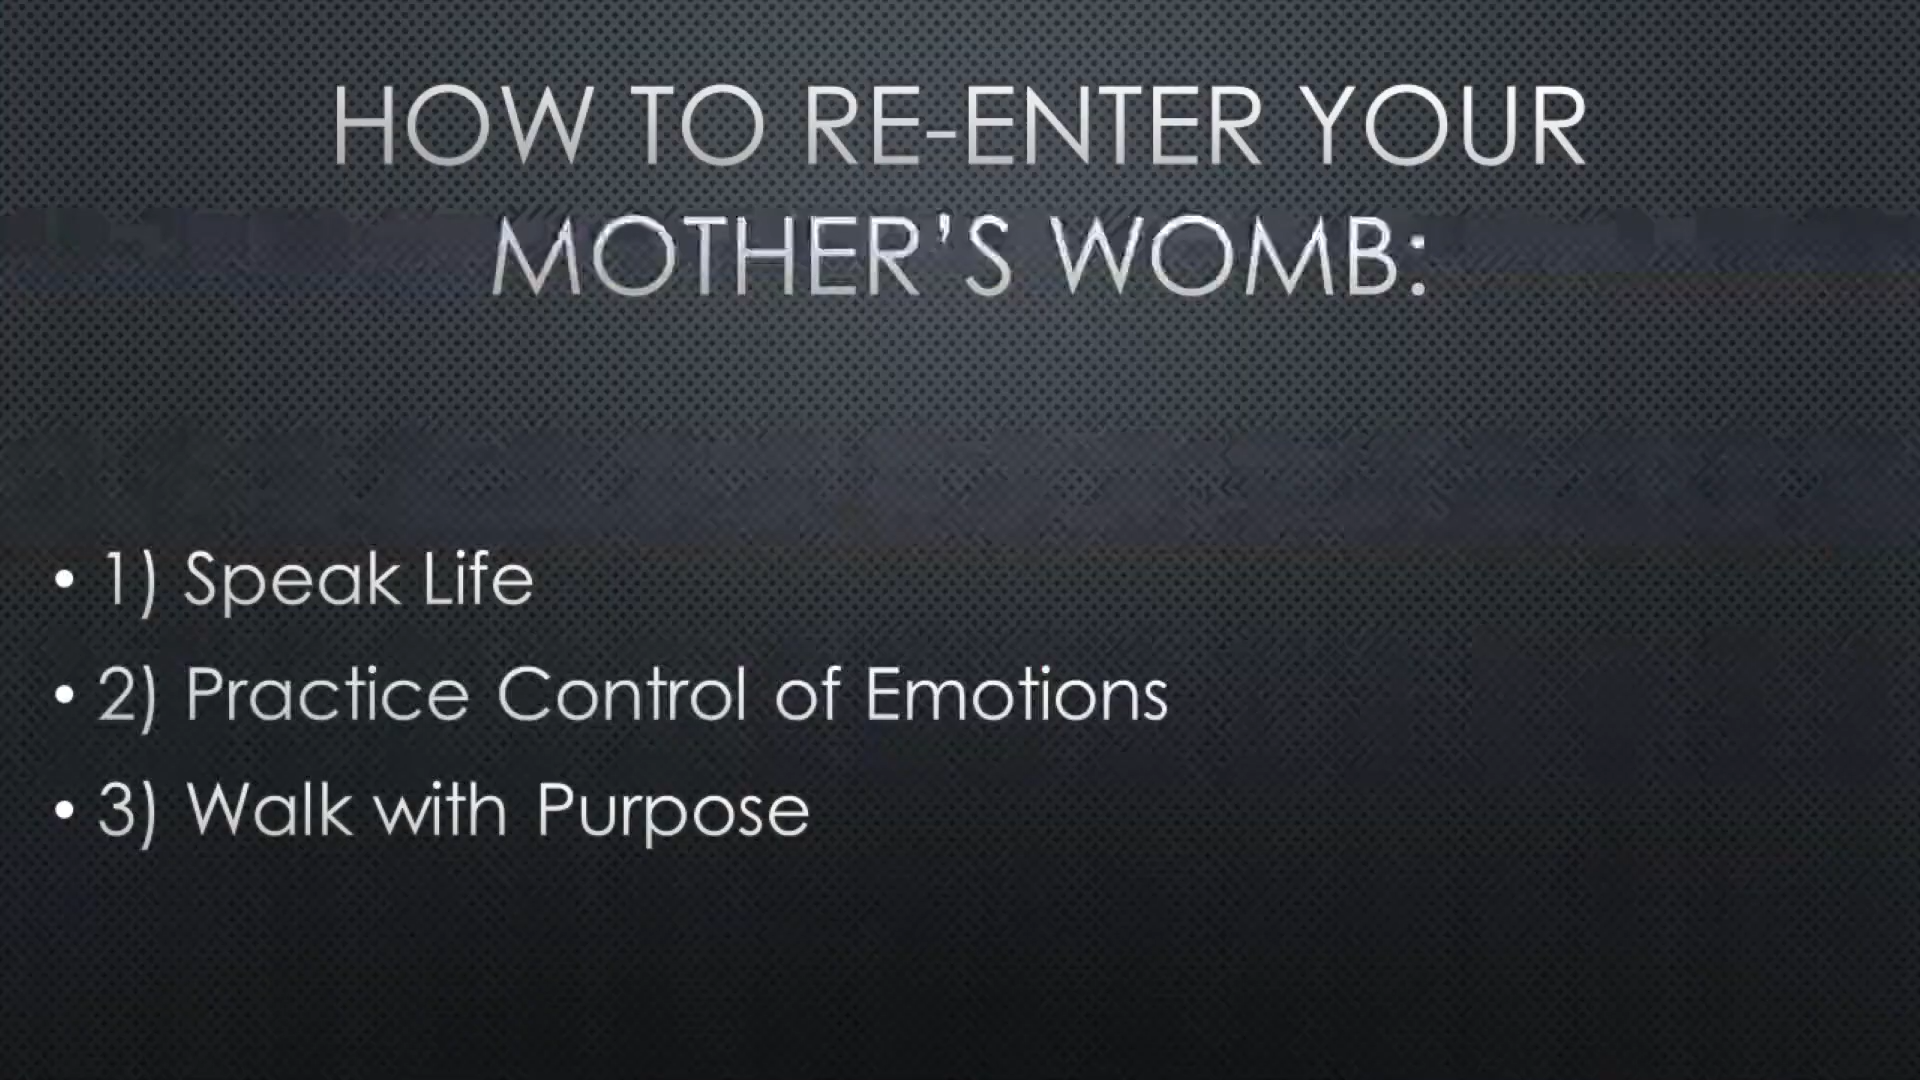 HOW TO RE-ENTER YOUR
MOTHER'S WOMB:
• 1) Speak Life
• 2) Practice Control of Emotions
• 3) Walk with Purpose